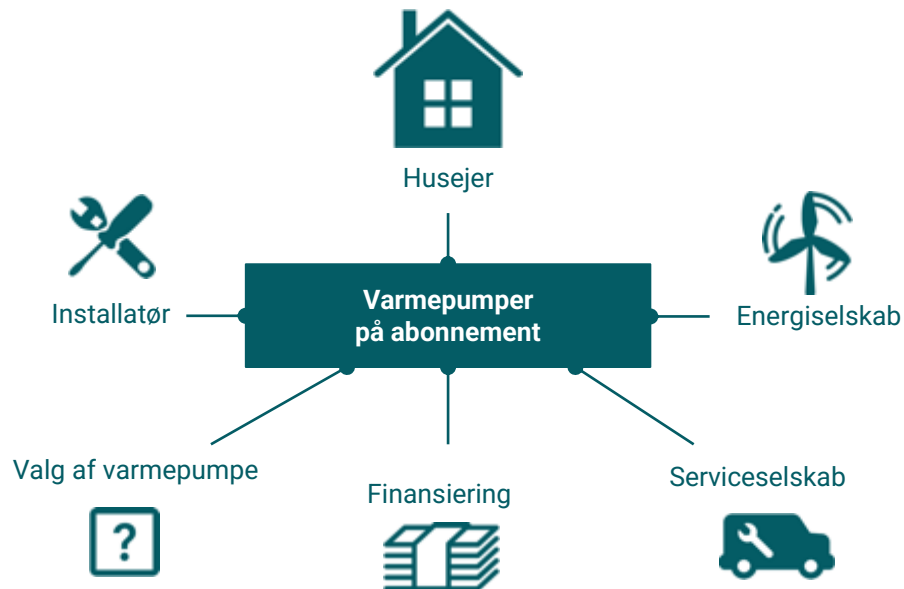 Husejer
Installatør
Varmepumper
på abonnement
Energiselskab
Valg af varmepumpe
?
Finansiering
Serviceselskab